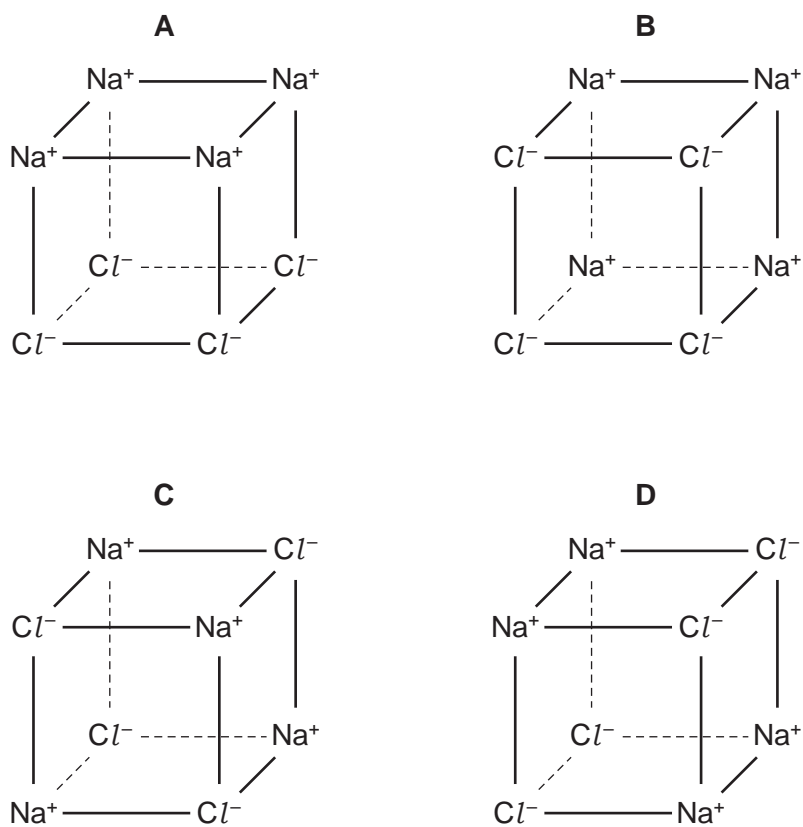 A B
Na⁺ Na⁺ Na⁺ Na⁺
Na⁺ Na⁺ Cl⁻ Cl⁻
Cl⁻ Cl⁻ Na⁺ Na⁺
Cl⁻ Cl⁻ Cl⁻ Cl⁻
C D
Na⁺ Cl⁻ Na⁺ Cl⁻
Cl⁻ Na⁺ Na⁺ Cl⁻
Cl⁻ Na⁺ Cl⁻ Na⁺
Na⁺ Cl⁻ Cl⁻ Na⁺